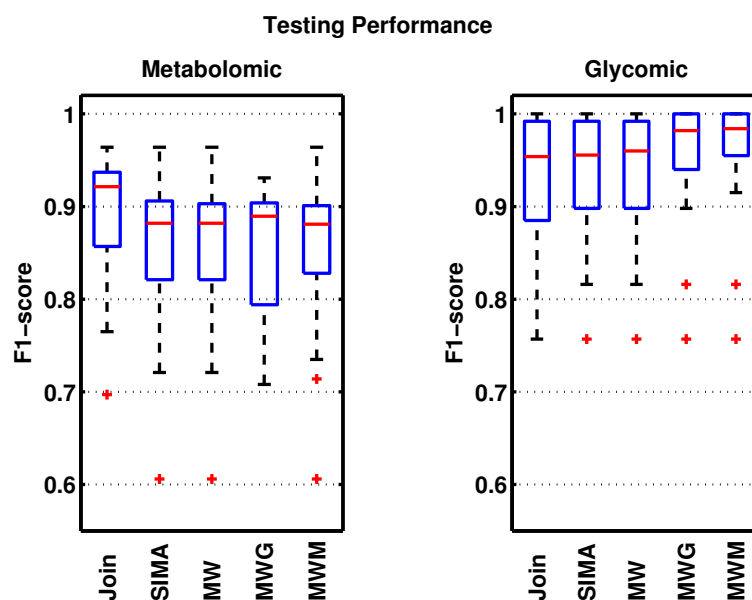 Testing Performance
Metabolomic
1
0.9
0.8
0.7
0.6
F1-score
Join
SIMA
MW
MWG
MWM
Glycomic
1
0.9
0.8
0.7
0.6
F1-score
Join
SIMA
MW
MWG
MWM